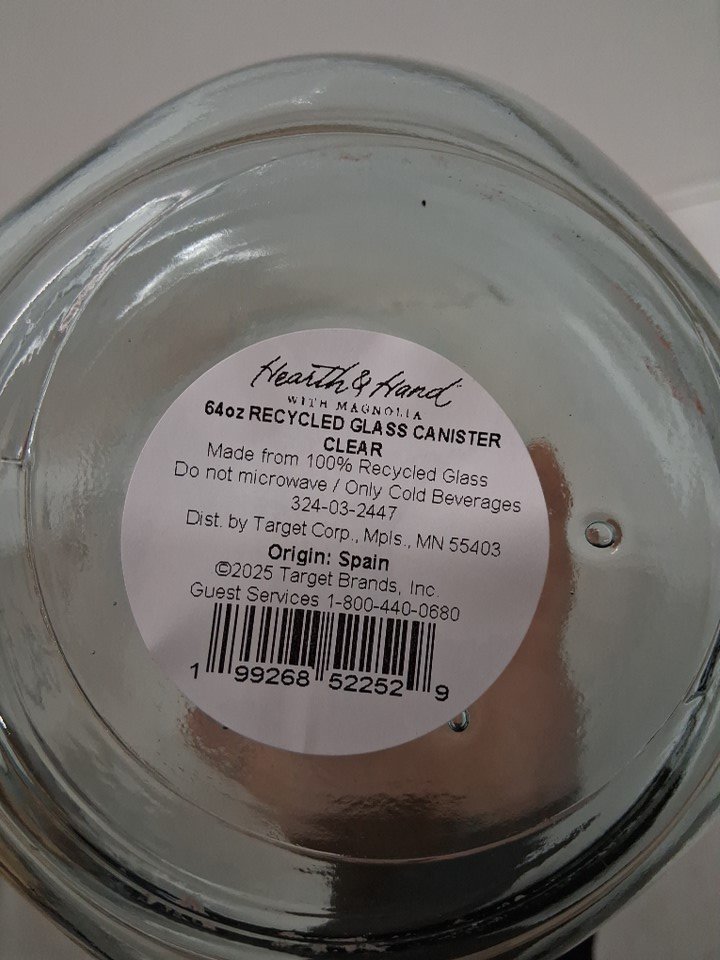 Hearth & Hand
WITH MAGNOLIA
64oz RECYCLED GLASS CANISTER
CLEAR
Made from 100% Recycled Glass
Do not microwave / Only Cold Beverages
324-03-2447
Dist. by Target Corp., Mpls., MN 55403
Origin: Spain
©2025 Target Brands, Inc.
Guest Services 1-800-440-0680
1 99268 52252 9